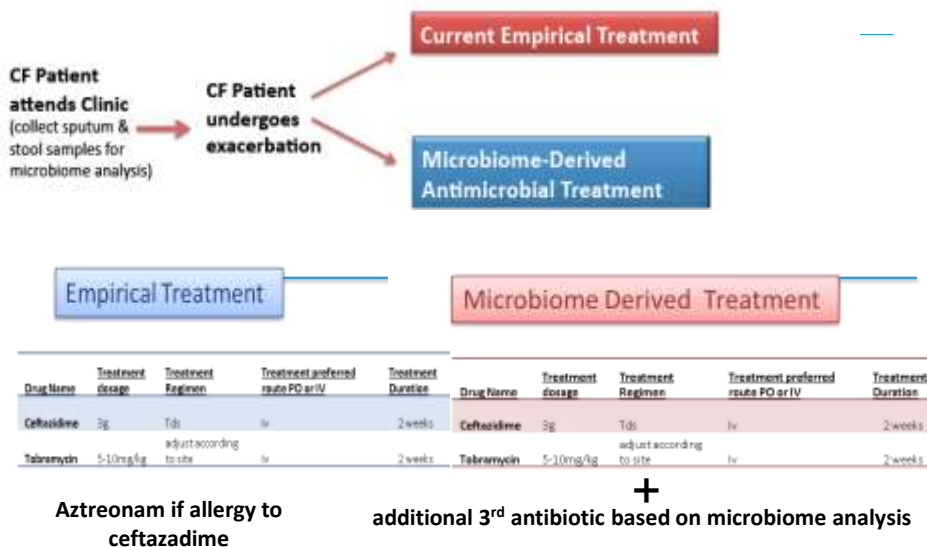 Current Empirical Treatment
CF Patient
attends Clinic
(collect sputum &
stool samples for
microbiome analysis)
CF Patient
undergoes
exacerbation
Microbiome-Derived
Antimicrobial Treatment
Empirical Treatment
Drug Name Treatment dosage Treatment Regimen Treatment preferred route PO or IV Treatment Duration
Ceftazidime 3g Tds Iv 2 weeks
Tobramycin 5-10mg/kg adjust according to site Iv 2 weeks
Aztreonam if allergy to
ceftazadime
Microbiome Derived Treatment
Drug Name Treatment dosage Treatment Regimen Treatment preferred route PO or IV Treatment Duration
Ceftazidime 3g Tds Iv 2 weeks
Tobramycin 5-10mg/kg adjust according to site Iv 2 weeks
+
additional 3rd antibiotic based on microbiome analysis